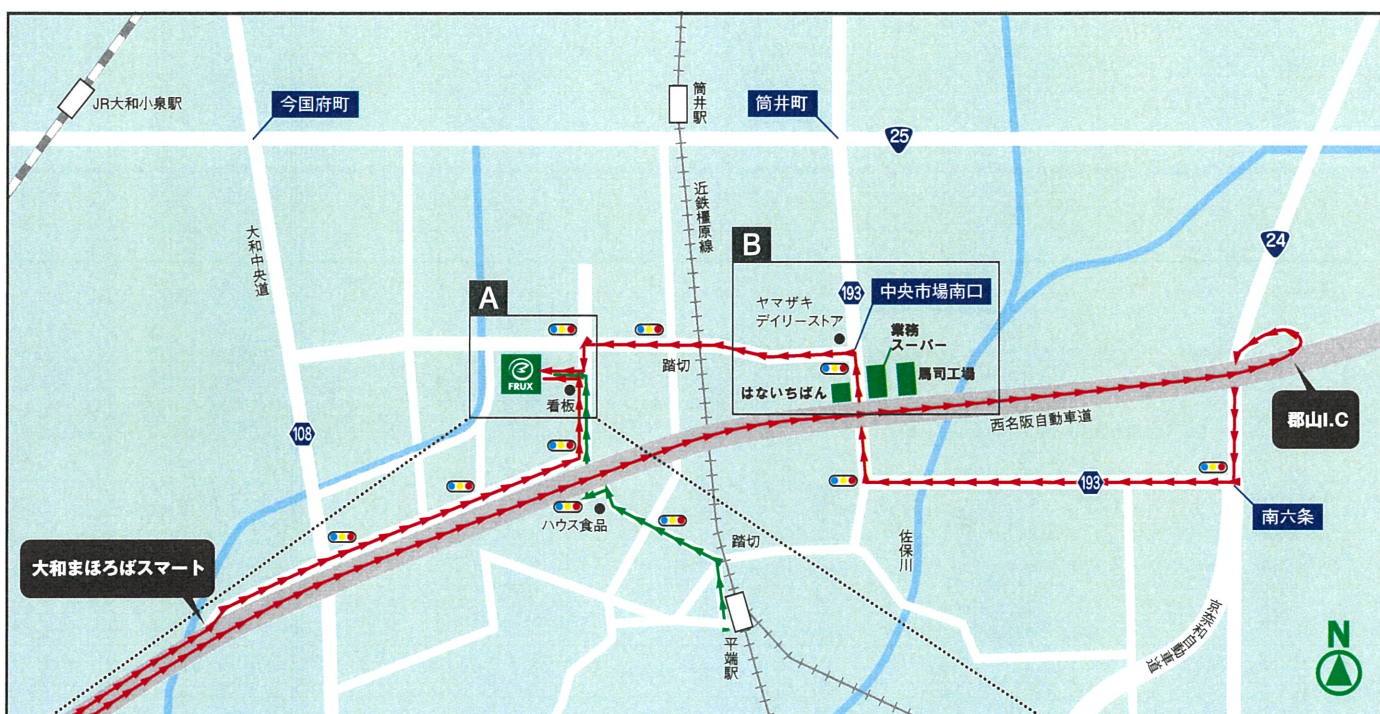 JR大和小泉駅
今国府町
筒井駅
筒井町
25
近鉄橿原線
大和中央道
24
A
B
ヤマザキ
デイリーストア
193
中央市場南口
業務
スーパー
踏切
馬司工場
はないちばん
FRUX
看板
西名阪自動車道
郡山I.C
108
193
南六条
ハウス食品
踏切
佐保川
大和まほろばスマート
平端駅
京奈和自動車道
N